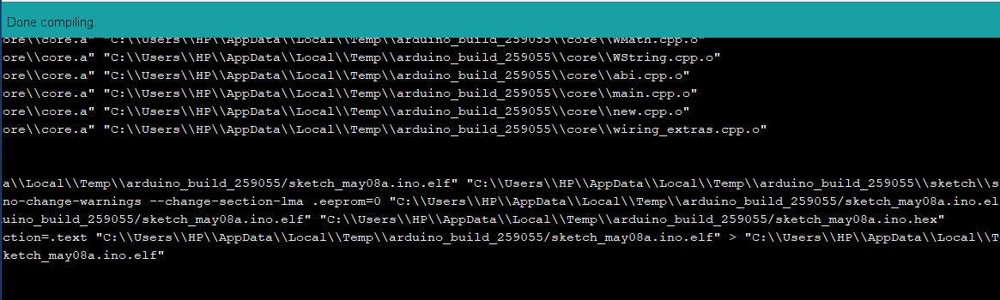 Done compiling.
ore\\core.a" "C:\\Users\\HP\\AppData\\Local\\Temp\\arduino_build_259055\\core\\WMath.cpp.o"
ore\\core.a" "C:\\Users\\HP\\AppData\\Local\\Temp\\arduino_build_259055\\core\\WString.cpp.o"
ore\\core.a" "C:\\Users\\HP\\AppData\\Local\\Temp\\arduino_build_259055\\core\\abi.cpp.o"
ore\\core.a" "C:\\Users\\HP\\AppData\\Local\\Temp\\arduino_build_259055\\core\\main.cpp.o"
ore\\core.a" "C:\\Users\\HP\\AppData\\Local\\Temp\\arduino_build_259055\\core\\new.cpp.o"
ore\\core.a" "C:\\Users\\HP\\AppData\\Local\\Temp\\arduino_build_259055\\core\\wiring_extras.cpp.o"
a\\Local\\Temp\\arduino_build_259055/sketch_may08a.ino.elf" "C:\\Users\\HP\\AppData\\Local\\Temp\\arduino_build_259055\\sketch\\s
no-change-warnings --change-section-lma .eeprom=0 "C:\\Users\\HP\\AppData\\Local\\Temp\\arduino_build_259055/sketch_may08a.ino.el
uino_build_259055/sketch_may08a.ino.elf" "C:\\Users\\HP\\AppData\\Local\\Temp\\arduino_build_259055/sketch_may08a.ino.hex"
ction=.text "C:\\Users\\HP\\AppData\\Local\\Temp\\arduino_build_259055/sketch_may08a.ino.elf" > "C:\\Users\\HP\\AppData\\Local\\T
ketch_may08a.ino.elf"